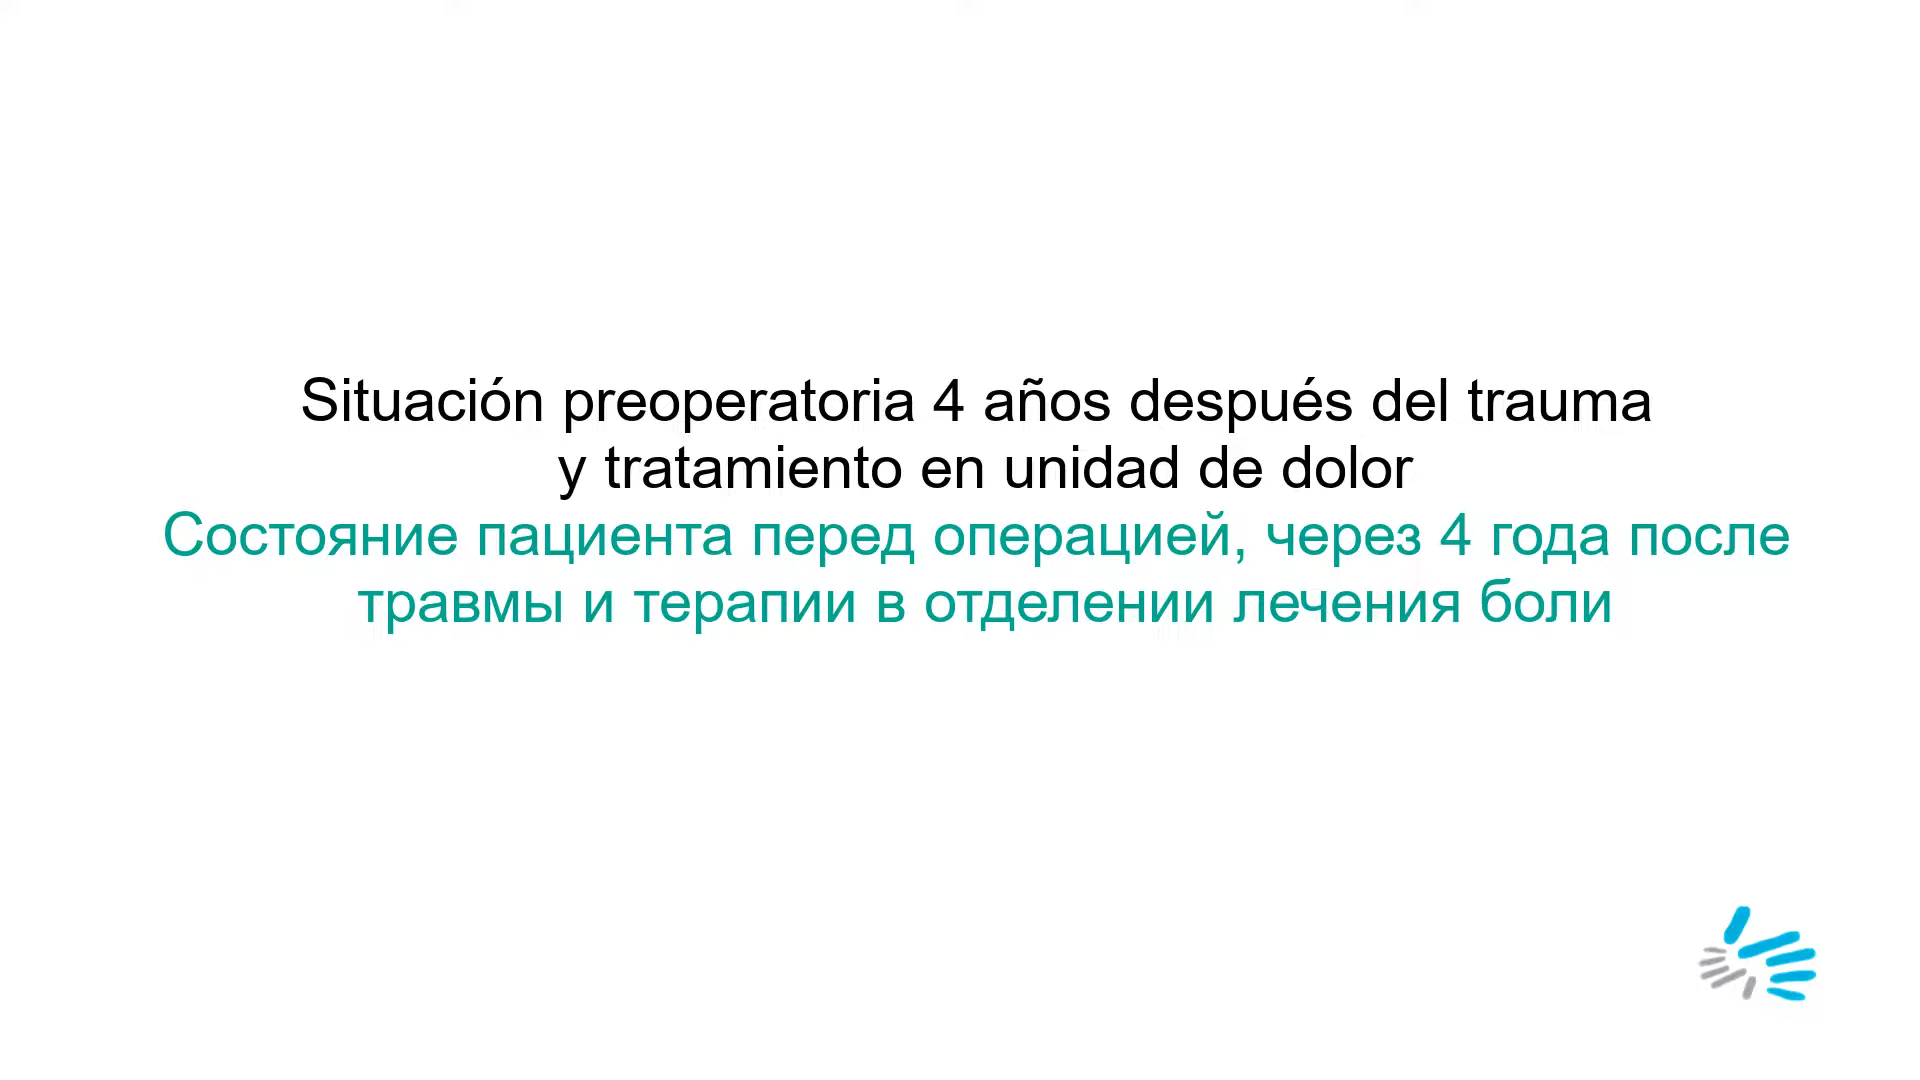 Situación preoperatoria 4 años después del trauma
y tratamiento en unidad de dolor
Состояние пациента перед операцией, через 4 года после
травмы и терапии в отделении лечения боли